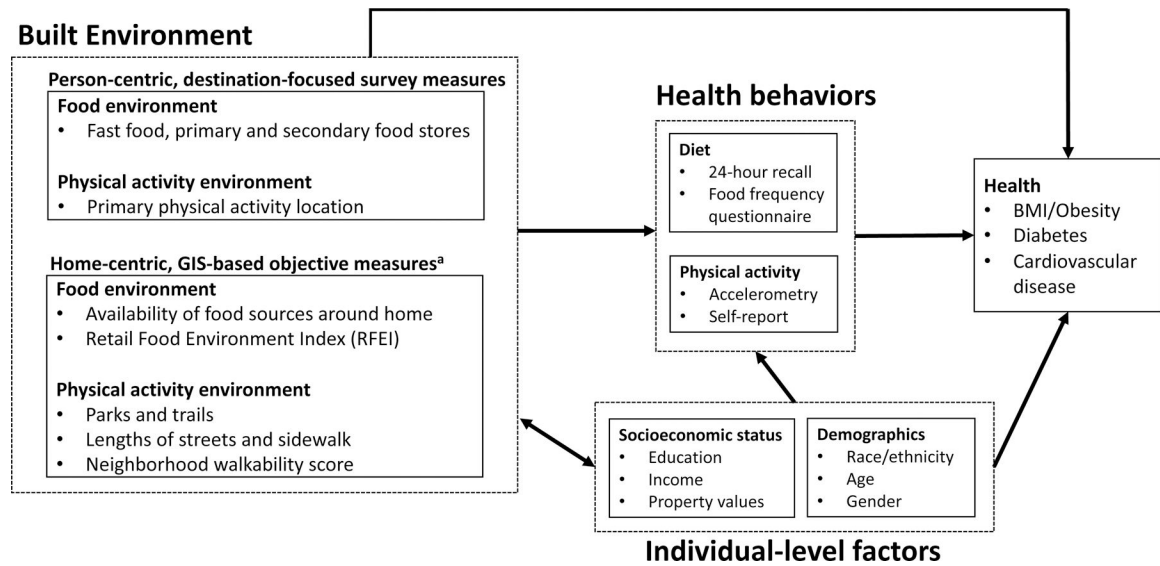 Built Environment
Person-centric, destination-focused survey measures
Food environment
• Fast food, primary and secondary food stores
Physical activity environment
• Primary physical activity location
Home-centric, GIS-based objective measuresᵃ
Food environment
• Availability of food sources around home
• Retail Food Environment Index (RFEI)
Physical activity environment
• Parks and trails
• Lengths of streets and sidewalk
• Neighborhood walkability score
Health behaviors
Diet
• 24-hour recall
• Food frequency
questionnaire
Physical activity
• Accelerometry
• Self-report
Health
• BMI/Obesity
• Diabetes
• Cardiovascular
disease
Socioeconomic status
• Education
• Income
• Property values
Demographics
• Race/ethnicity
• Age
• Gender
Individual-level factors